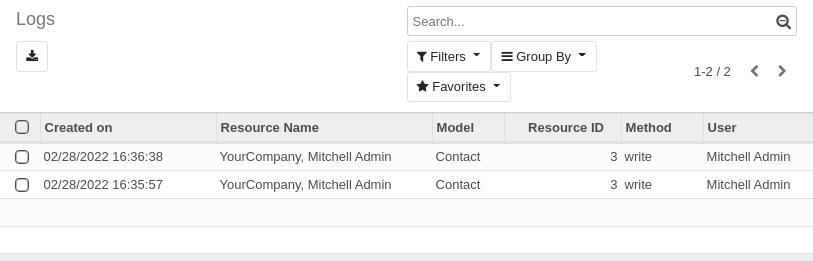 Logs
Search...
Filters Group By
Favorites
1-2 / 2
Created on Resource Name Model Resource ID Method User
02/28/2022 16:36:38 YourCompany, Mitchell Admin Contact 3 write Mitchell Admin
02/28/2022 16:35:57 YourCompany, Mitchell Admin Contact 3 write Mitchell Admin